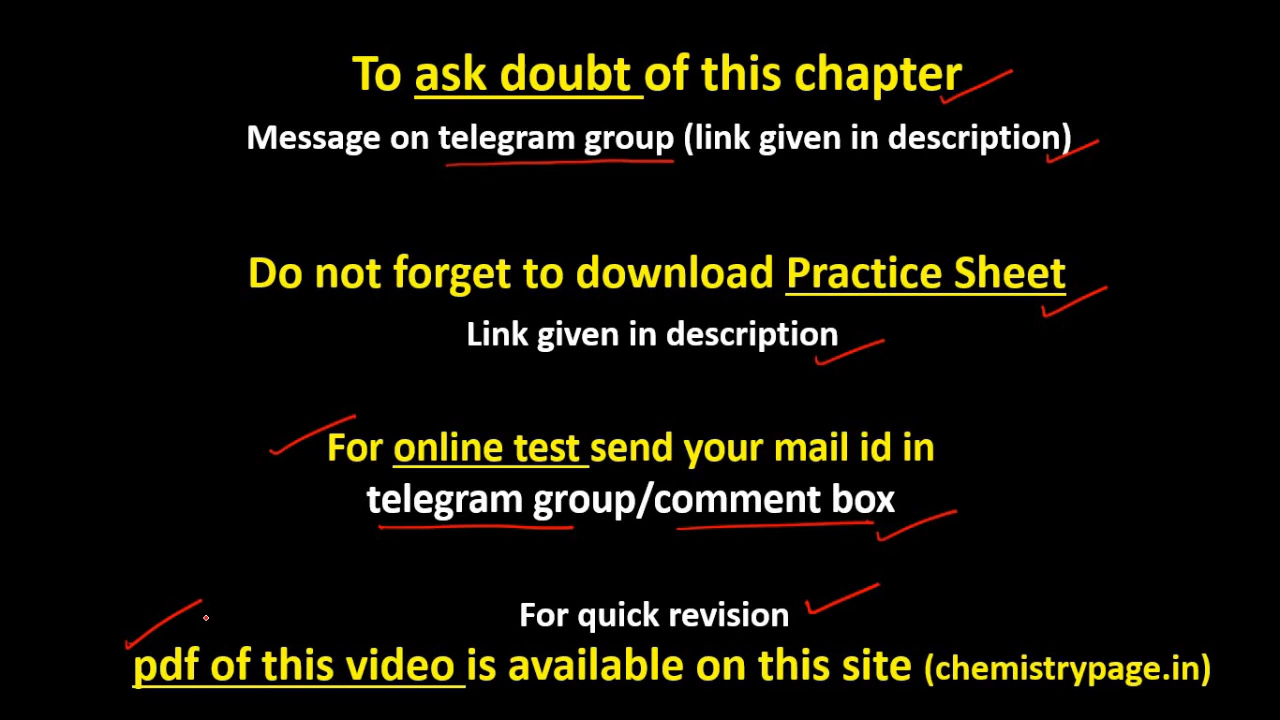 To ask doubt of this chapter
Message on telegram group (link given in description)
Do not forget to download Practice Sheet
Link given in description
For online test send your mail id in
telegram group/comment box
For quick revision
pdf of this video is available on this site (chemistrypage.in)